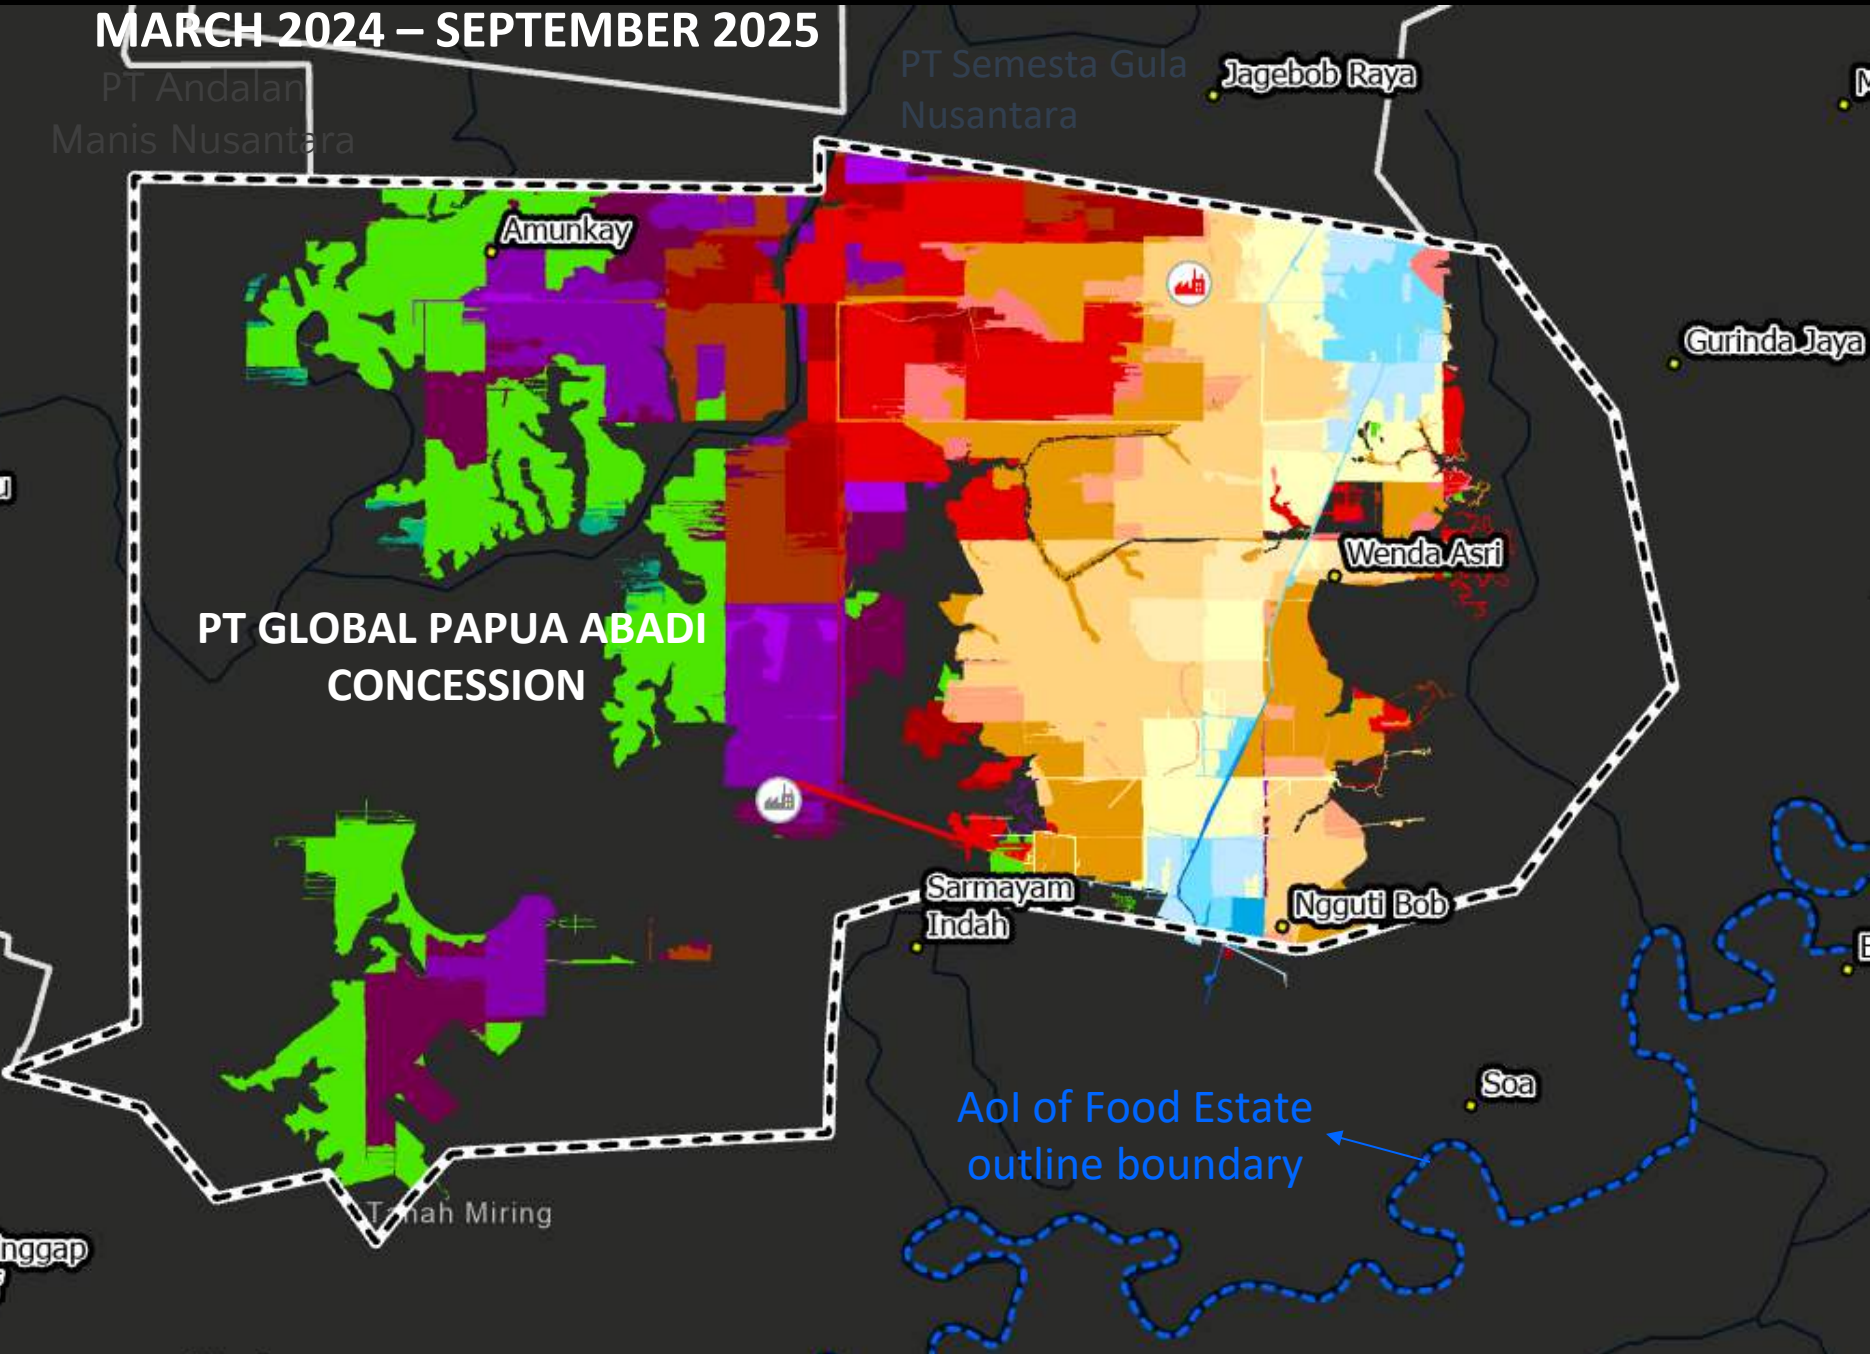 MARCH 2024 – SEPTEMBER 2025
PT Andalan
Manis Nusantara
PT Semesta Gula
Nusantara
Jagebob Raya
Amunkay
Gurinda Jaya
Wenda Asri
PT GLOBAL PAPUA ABADI
CONCESSION
Sarmayam
Indah
Ngguti Bob
Soa
AoI of Food Estate
outline boundary
Tanah Miring
nggap